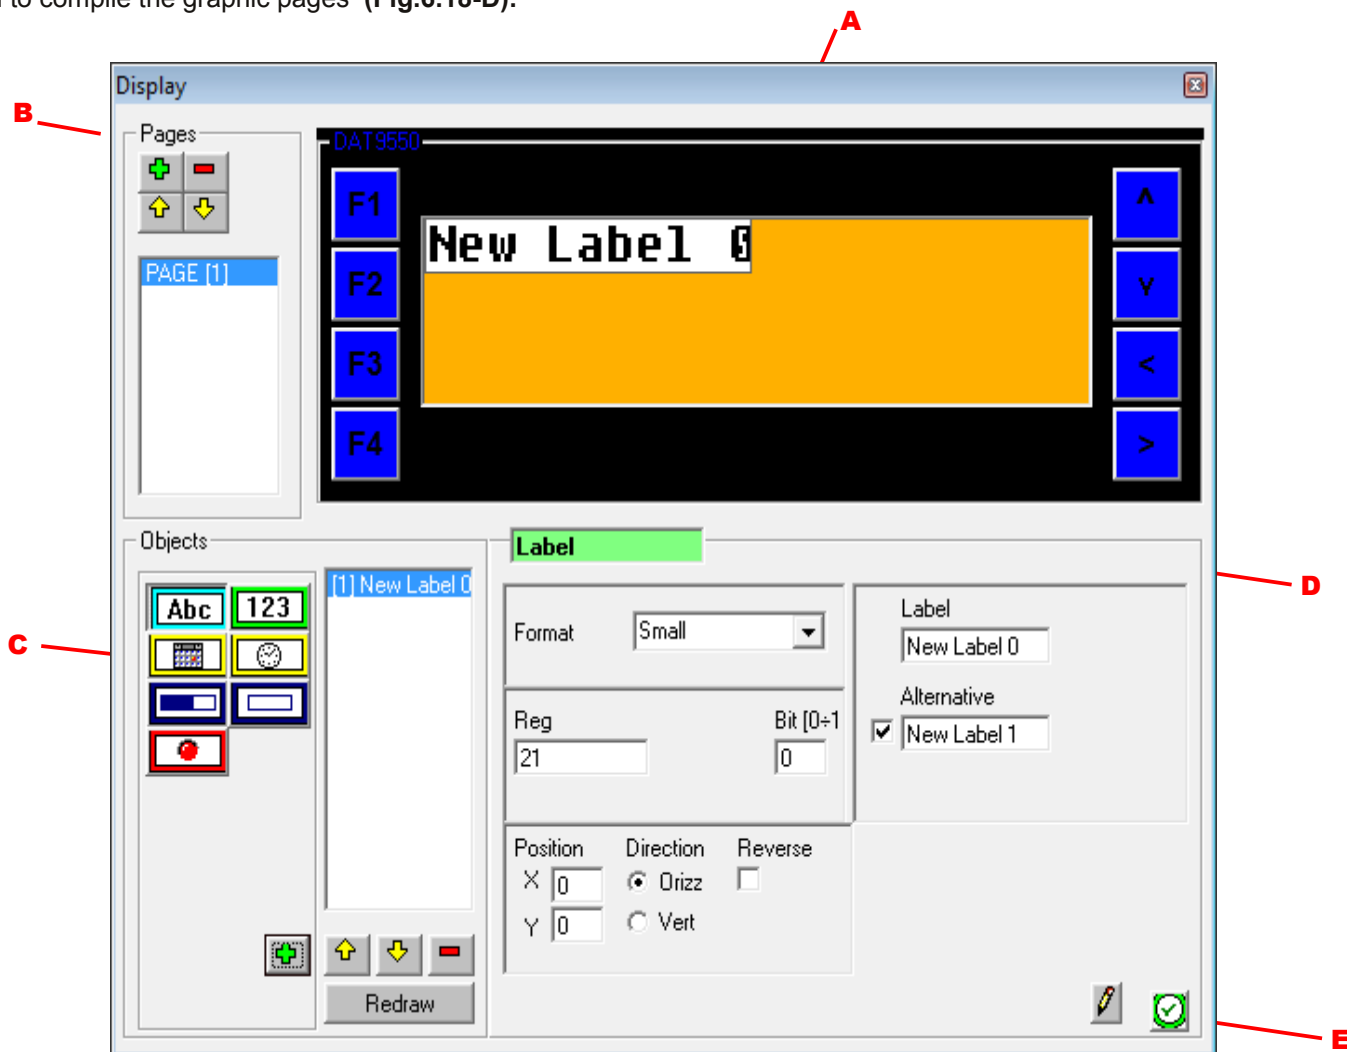 to compile the graphic pages (Fig.6.18-D).
A
Display
B
Pages
DAT9550
F1
^
New Label 0
PAGE [1]
F2
v
F3
<
F4
>
Objects
Label
[1] New Label 0
D
Abc
123
Label
Format
Small
New Label 0
C
Alternative
Reg
Bit [0÷1
New Label 1
21
0
Position
Direction
Reverse
X
0
Orizz
Y
0
Vert
Redraw
E